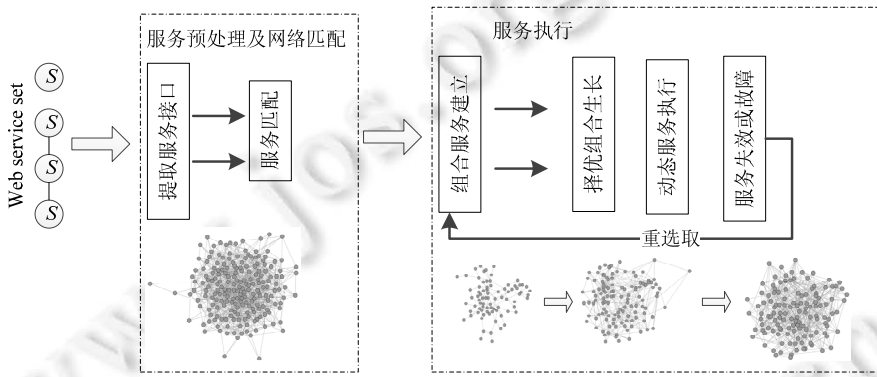 Web service set
S
S
S
S
服务预处理及网络匹配
提取服务接口
服务匹配
服务执行
组合服务建立
择优组合生长
动态服务执行
服务失效或故障
重选取